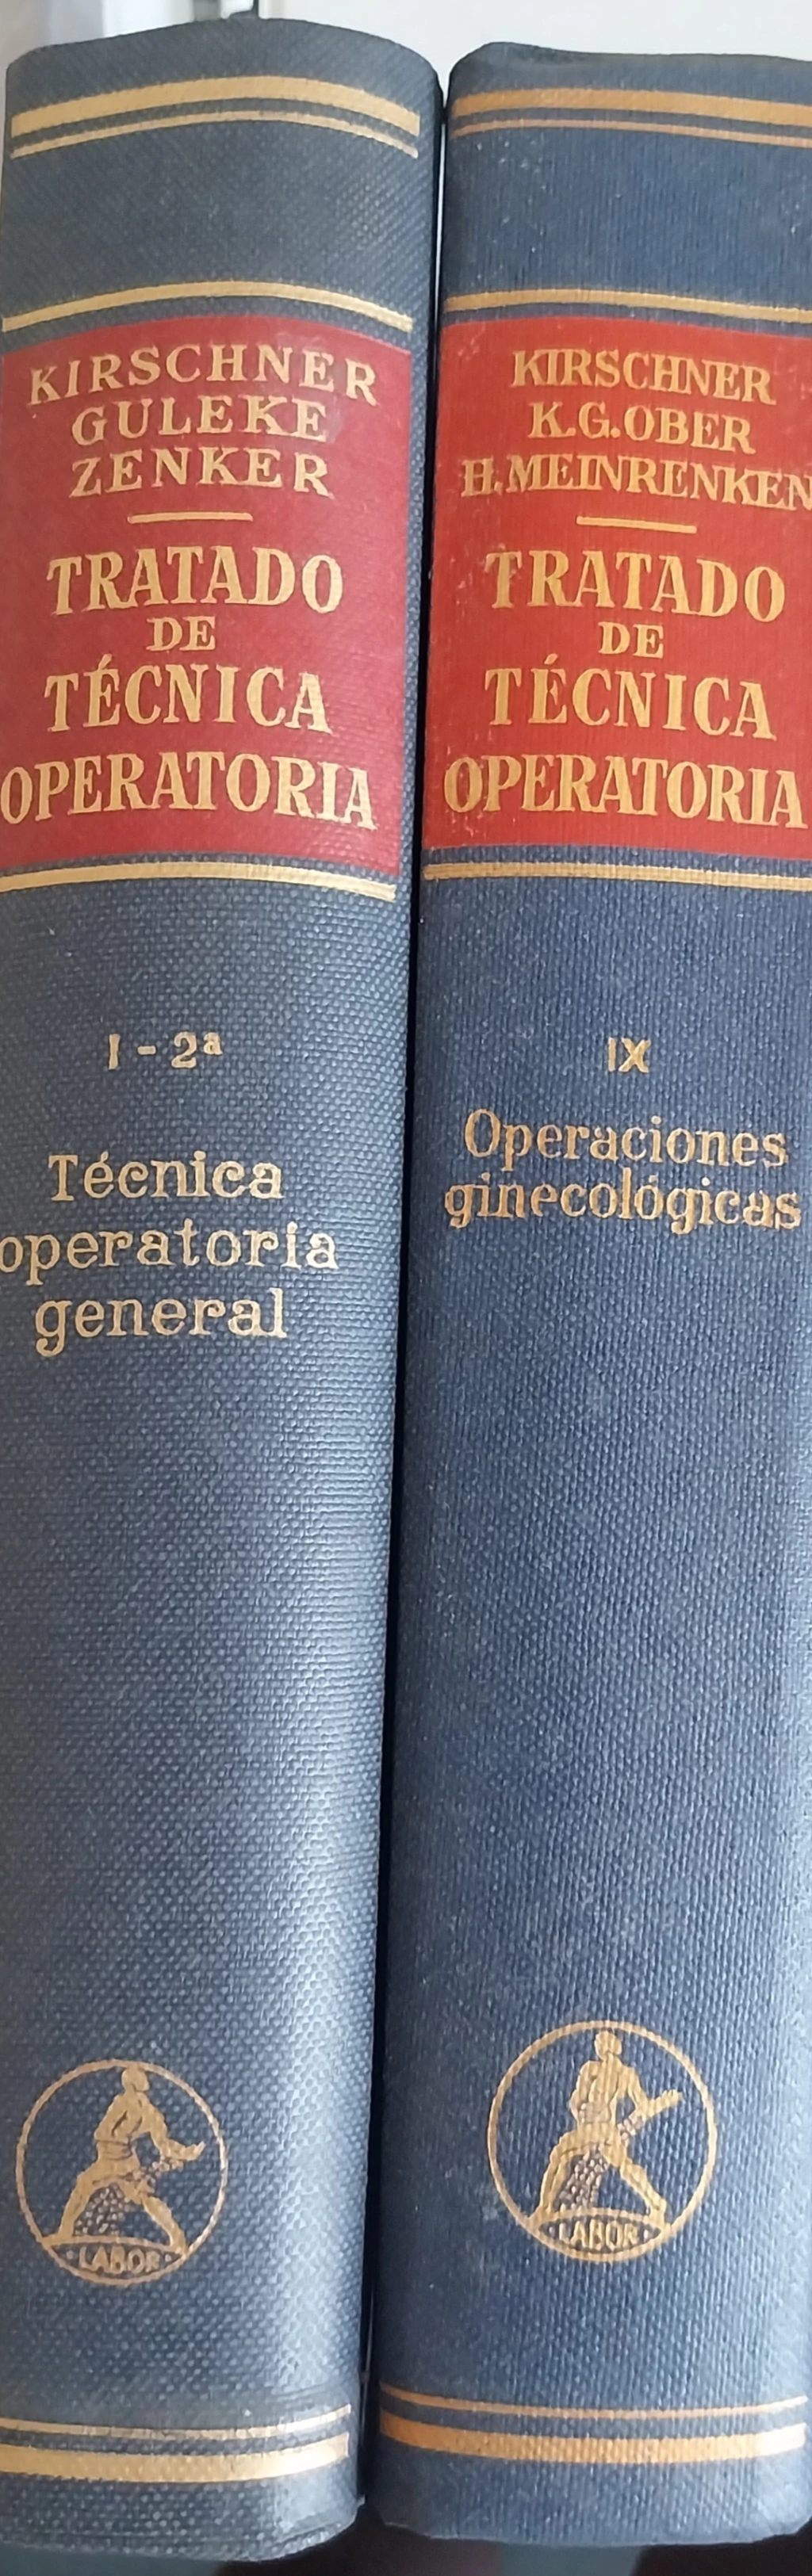 KIRSCHNER
GULEKE
ZENKER
TRATADO
DE
TÉCNICA
OPERATORIA
I - 2ª
Técnica
operatoria
general
LABOR
KIRSCHNER
K.G.OBER
H.MEINRENKEN
TRATADO
DE
TÉCNICA
OPERATORIA
IX
Operaciones
ginecológicas
·LABOR·